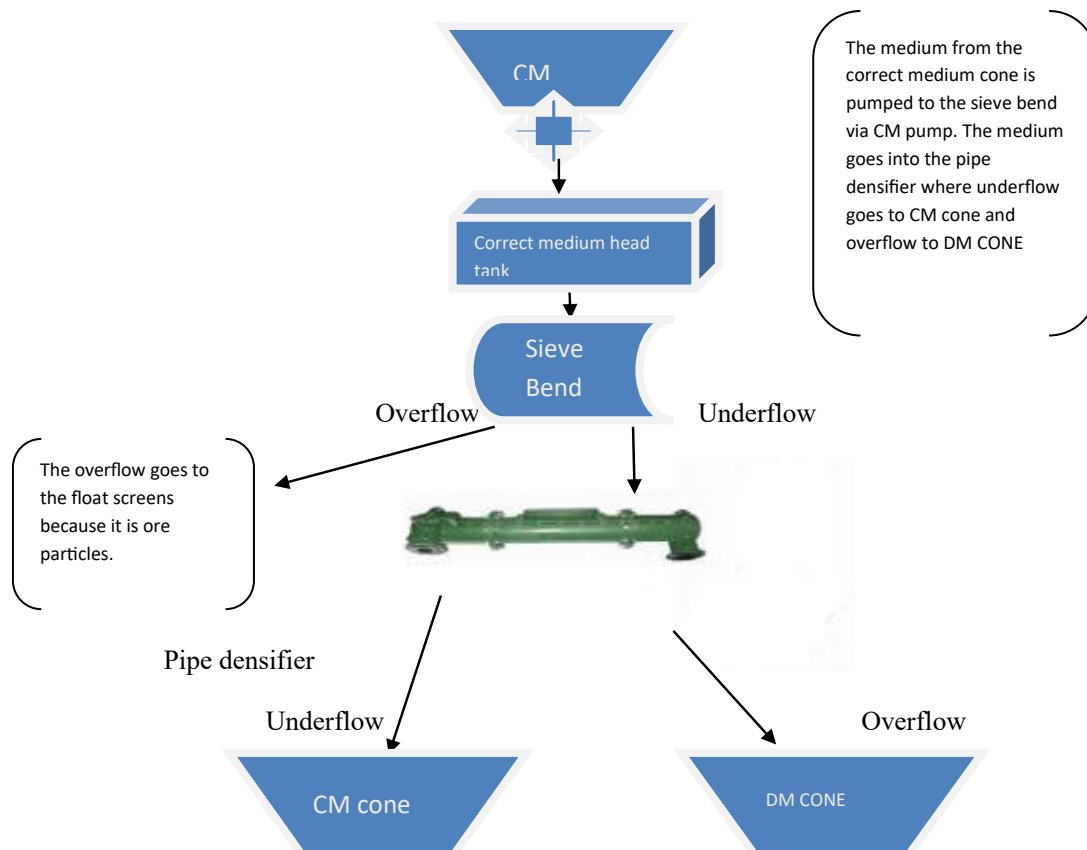 CM
The medium from the
correct medium cone is
pumped to the sieve bend
via CM pump. The medium
goes into the pipe
densifier where underflow
goes to CM cone and
overflow to DM CONE
Correct medium head
tank
Sieve
Bend
Overflow
Underflow
The overflow goes to
the float screens
because it is ore
particles.
Pipe densifier
Underflow
Overflow
CM cone
DM CONE